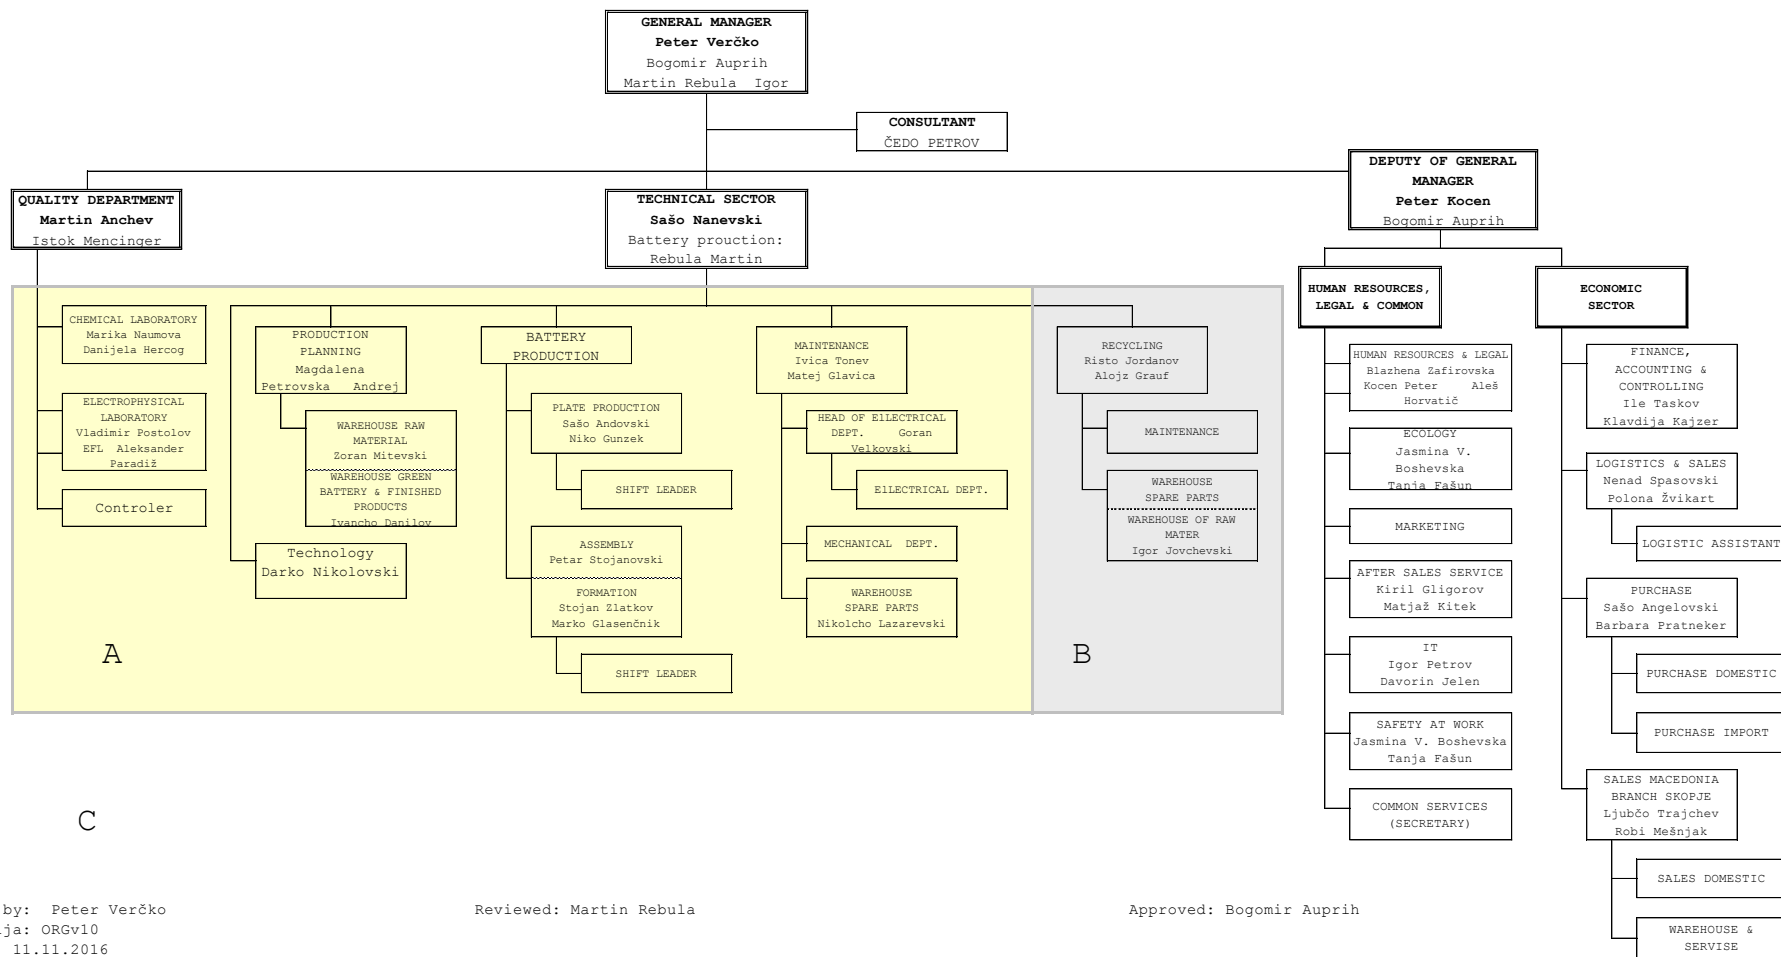 GENERAL MANAGER
Peter Verčko
Bogomir Auprih
Martin Rebula Igor
CONSULTANT
ČEDO PETROV
DEPUTY OF GENERAL
MANAGER
Peter Kocen
Bogomir Auprih
QUALITY DEPARTMENT
Martin Anchev
Istok Mencinger
TECHNICAL SECTOR
Sašo Nanevski
Battery prouction:
Rebula Martin
HUMAN RESOURCES,
LEGAL & COMMON
ECONOMIC
SECTOR
CHEMICAL LABORATORY
Marika Naumova
Danijela Hercog
ELECTROPHYSICAL
LABORATORY
Vladimir Postolov
EFL Aleksander
Paradiž
Controler
PRODUCTION
PLANNING
Magdalena
Petrovska Andrej
WAREHOUSE RAW
MATERIAL
Zoran Mitevski
WAREHOUSE GREEN
BATTERY & FINISHED
PRODUCTS
Ivancho Danilov
Technology
Darko Nikolovski
BATTERY
PRODUCTION
PLATE PRODUCTION
Sašo Andovski
Niko Gunzek
SHIFT LEADER
ASSEMBLY
Petar Stojanovski
FORMATION
Stojan Zlatkov
Marko Glasenčnik
SHIFT LEADER
MAINTENANCE
Ivica Tonev
Matej Glavica
HEAD OF ElLECTRICAL
DEPT. Goran
Velkovski
ElLECTRICAL DEPT.
MECHANICAL DEPT.
WAREHOUSE
SPARE PARTS
Nikolcho Lazarevski
RECYCLING
Risto Jordanov
Alojz Grauf
MAINTENANCE
WAREHOUSE
SPARE PARTS
WAREHOUSE OF RAW
MATER
Igor Jovchevski
A
B
C
HUMAN RESOURCES & LEGAL
Blazhena Zafirovska
Kocen Peter Aleš
Horvatič
ECOLOGY
Jasmina V.
Boshevska
Tanja Fašun
MARKETING
AFTER SALES SERVICE
Kiril Gligorov
Matjaž Kitek
IT
Igor Petrov
Davorin Jelen
SAFETY AT WORK
Jasmina V. Boshevska
Tanja Fašun
COMMON SERVICES
(SECRETARY)
FINANCE,
ACCOUNTING &
CONTROLLING
Ile Taskov
Klavdija Kajzer
LOGISTICS & SALES
Nenad Spasovski
Polona Žvikart
LOGISTIC ASSISTANT
PURCHASE
Sašo Angelovski
Barbara Pratneker
PURCHASE DOMESTIC
PURCHASE IMPORT
SALES MACEDONIA
BRANCH SKOPJE
Ljubčo Trajchev
Robi Mešnjak
SALES DOMESTIC
WAREHOUSE &
SERVISE
by: Peter Verčko
ja: ORGv10
11.11.2016
Reviewed: Martin Rebula
Approved: Bogomir Auprih